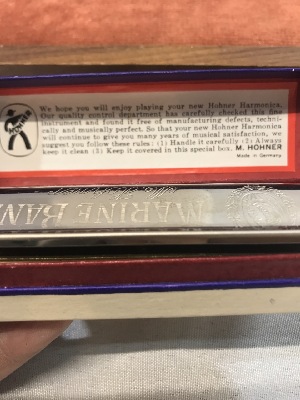 We hope you will enjoy playing your new Hohner Harmonica.
Our quality control department has carefully checked this fine
instrument and found it free of manufacturing defects, techni-
cally and musically perfect. So that your new Hohner Harmonica
will continue to give you many years of musical satisfaction, we
suggest you follow these rules: (1) Handle it carefully (2) Always
keep it clean (3) Keep it covered in this special box. M. HOHNER
Made in Germany
HOHNER
MARINE BAN